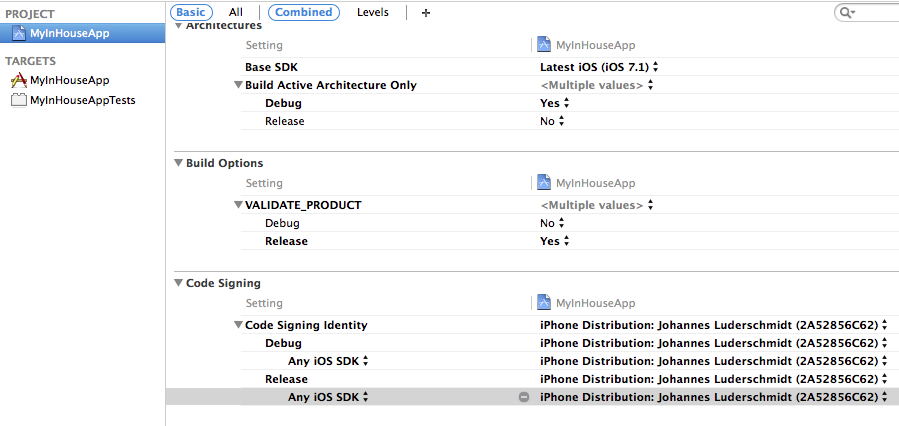 PROJECT
MyInHouseApp
TARGETS
MyInHouseApp
MyInHouseAppTests
Basic All Combined Levels +
Architectures
Setting MyInHouseApp
Base SDK Latest iOS (iOS 7.1)
Build Active Architecture Only <Multiple values>
Debug Yes
Release No
Build Options
Setting MyInHouseApp
VALIDATE_PRODUCT <Multiple values>
Debug No
Release Yes
Code Signing
Setting MyInHouseApp
Code Signing Identity iPhone Distribution: Johannes Luderschmidt (2A52856C62)
Debug iPhone Distribution: Johannes Luderschmidt (2A52856C62)
Any iOS SDK iPhone Distribution: Johannes Luderschmidt (2A52856C62)
Release iPhone Distribution: Johannes Luderschmidt (2A52856C62)
Any iOS SDK iPhone Distribution: Johannes Luderschmidt (2A52856C62)